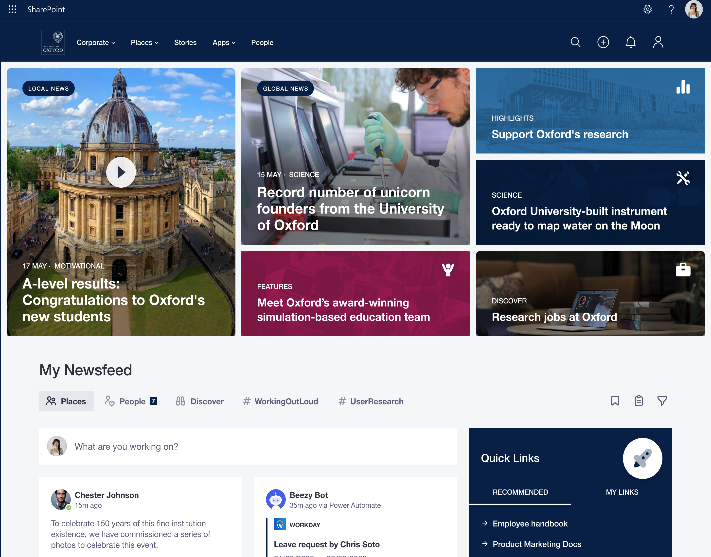 SharePoint
?
OXFORD
Corporate
Places
Stories
Apps
People
LOCAL NEWS
17 MAY · MOTIVATIONAL
A-level results:
Congratulations to Oxford's
new students
GLOBAL NEWS
15 MAY · SCIENCE
Record number of unicorn
founders from the University
of Oxford
HIGHLIGHTS
Support Oxford's research
SCIENCE
Oxford University-built instrument
ready to map water on the Moon
FEATURES
Meet Oxford's award-winning
simulation-based education team
DISCOVER
Research jobs at Oxford
My Newsfeed
Places
People 7
Discover
# WorkingOutLoud
# UserResearch
What are you working on?
Chester Johnson
15m ago
To celebrate 150 years of this fine institution
existence, we have commissioned a series of
photos to celebrate this event.
Beezy Bot
35m ago via Power Automate
WORKDAY
Leave request by Chris Soto
Quick Links
RECOMMENDED
MY LINKS
Employee handbook
Product Marketing Docs